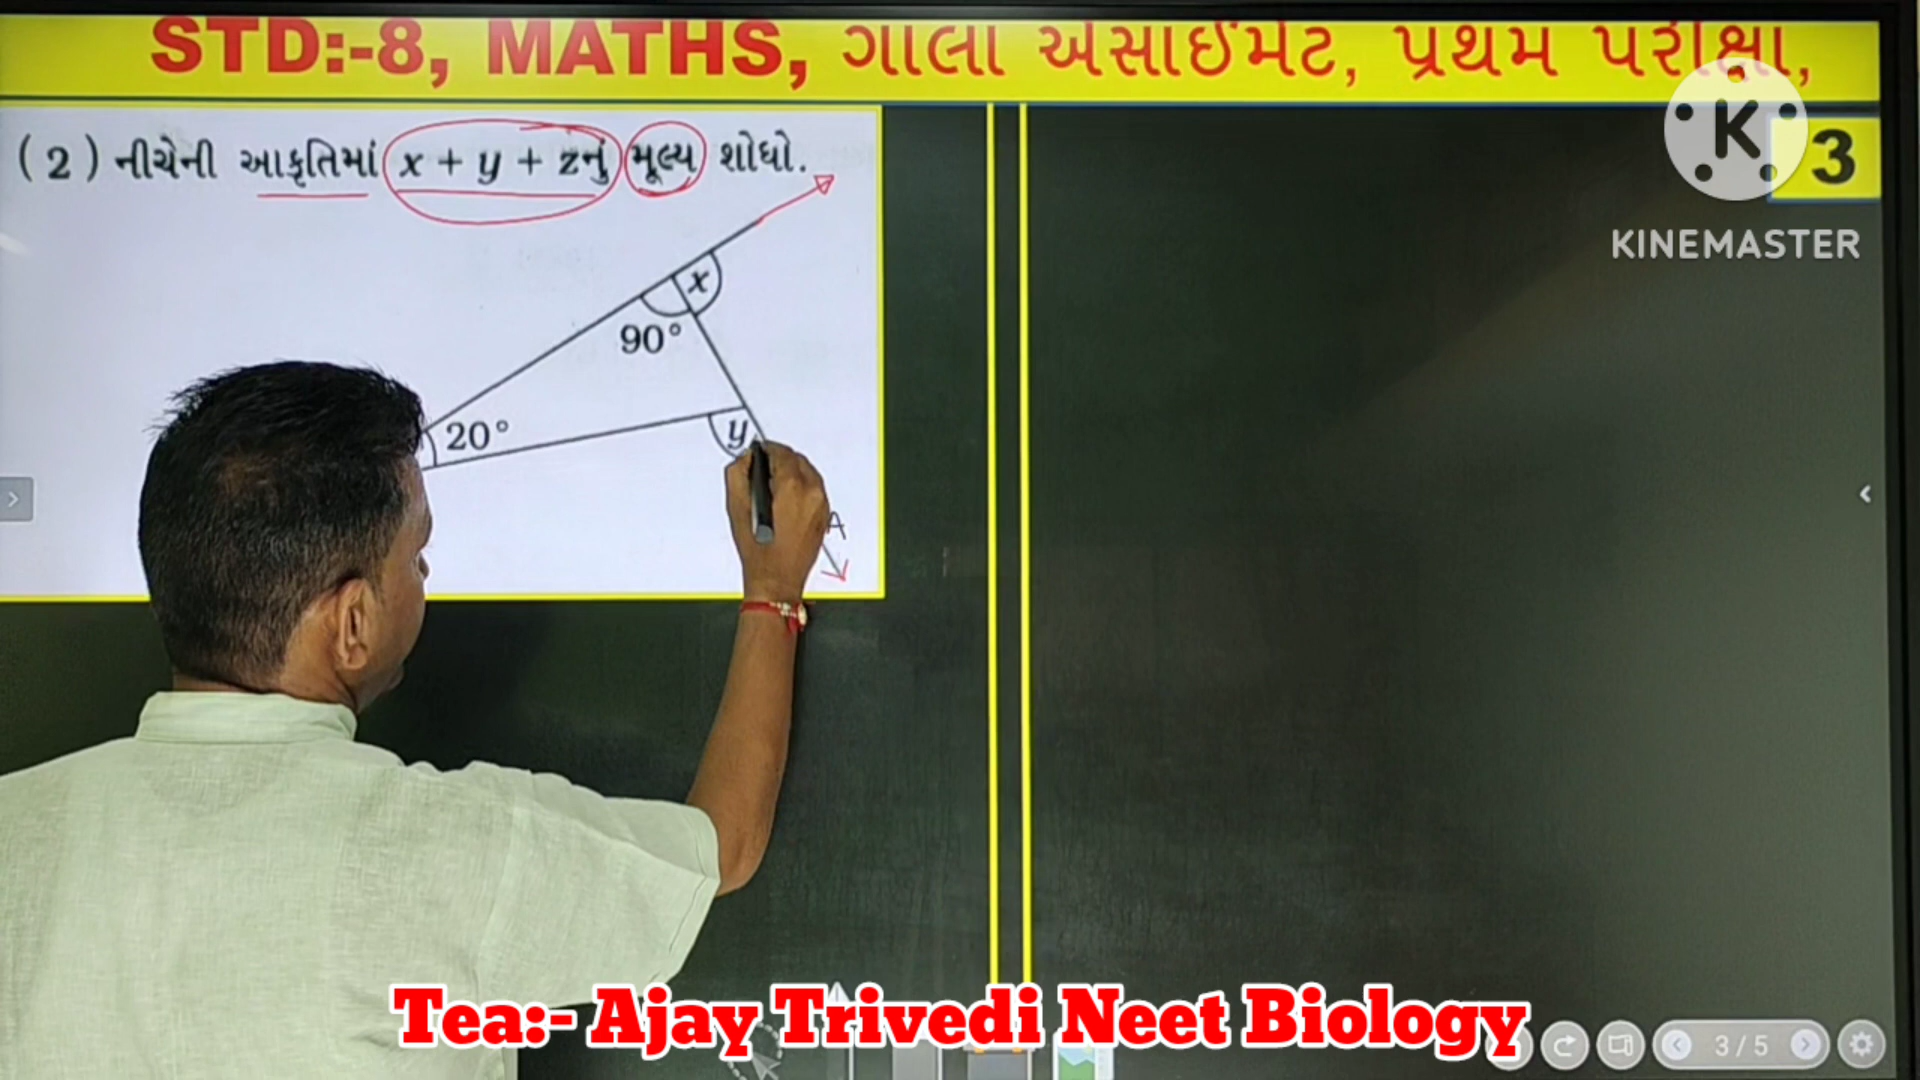 STD:-8, MATHS, ગાલા એસાઈમેટ, પ્રથમ પરીક્ષા,
3
K
KINEMASTER
( 2 ) નીચેની આકૃતિમાં x + y + zનું મૂલ્ય શોધો.
x
90°
20°
y
A
Tea:- Ajay Trivedi Neet Biology
3 / 5